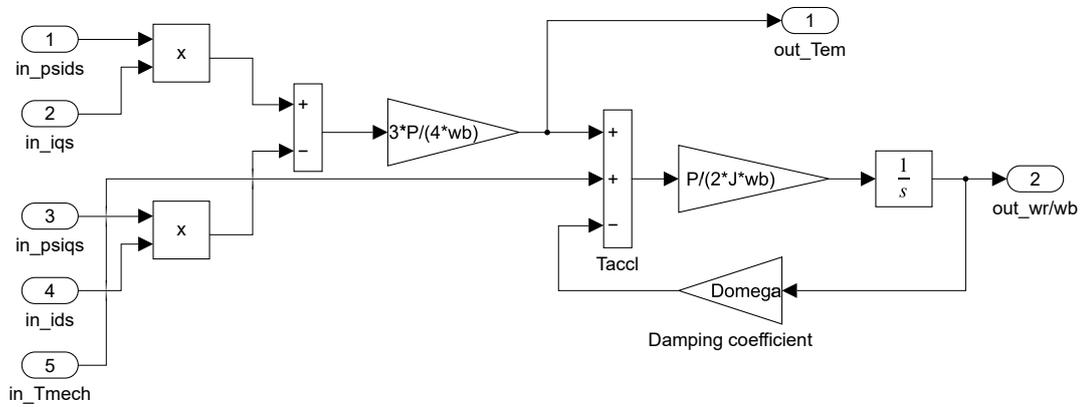 1
in_psids
2
in_iqs
x
+
−
3*P/(4*wb)
1
out_Tem
+
+
−
Taccl
P/(2*J*wb)
1
s
2
out_wr/wb
3
in_psiqs
x
4
in_ids
5
in_Tmech
Domega
Damping coefficient